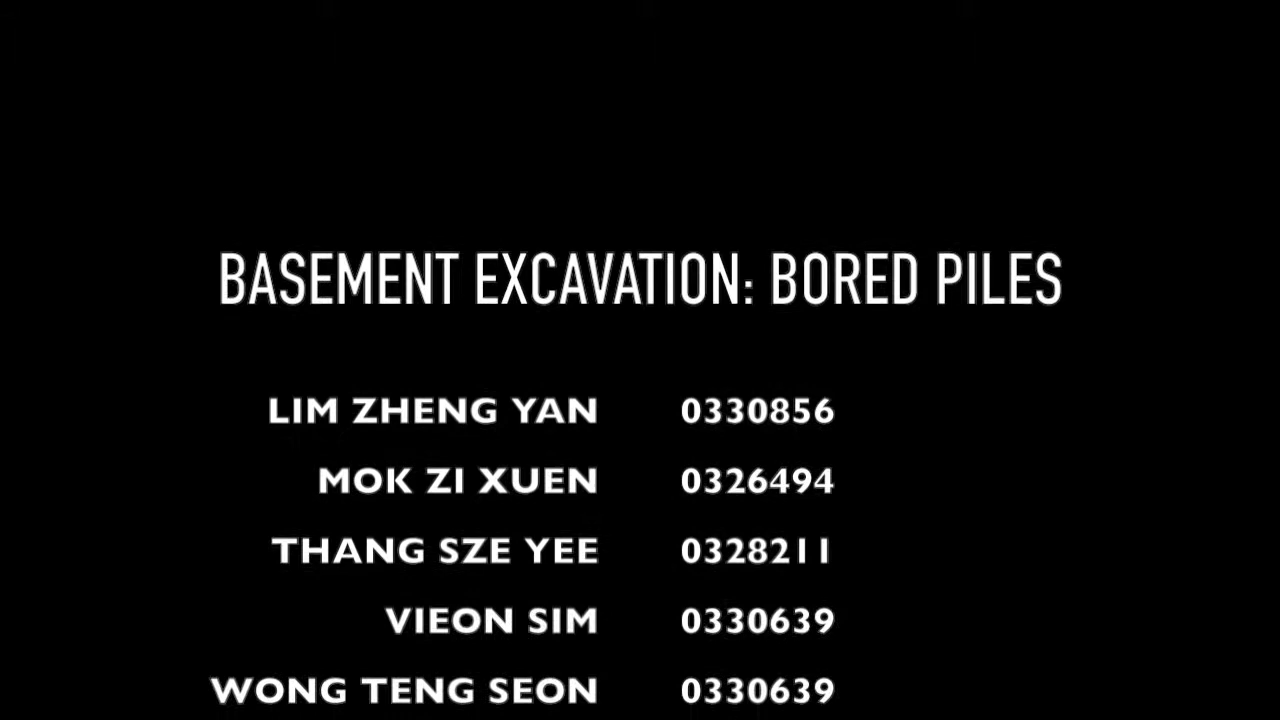 BASEMENT EXCAVATION: BORED PILES
LIM ZHENG YAN 0330856
MOK ZI XUEN 0326494
THANG SZE YEE 0328211
VIEON SIM 0330639
WONG TENG SEON 0330639